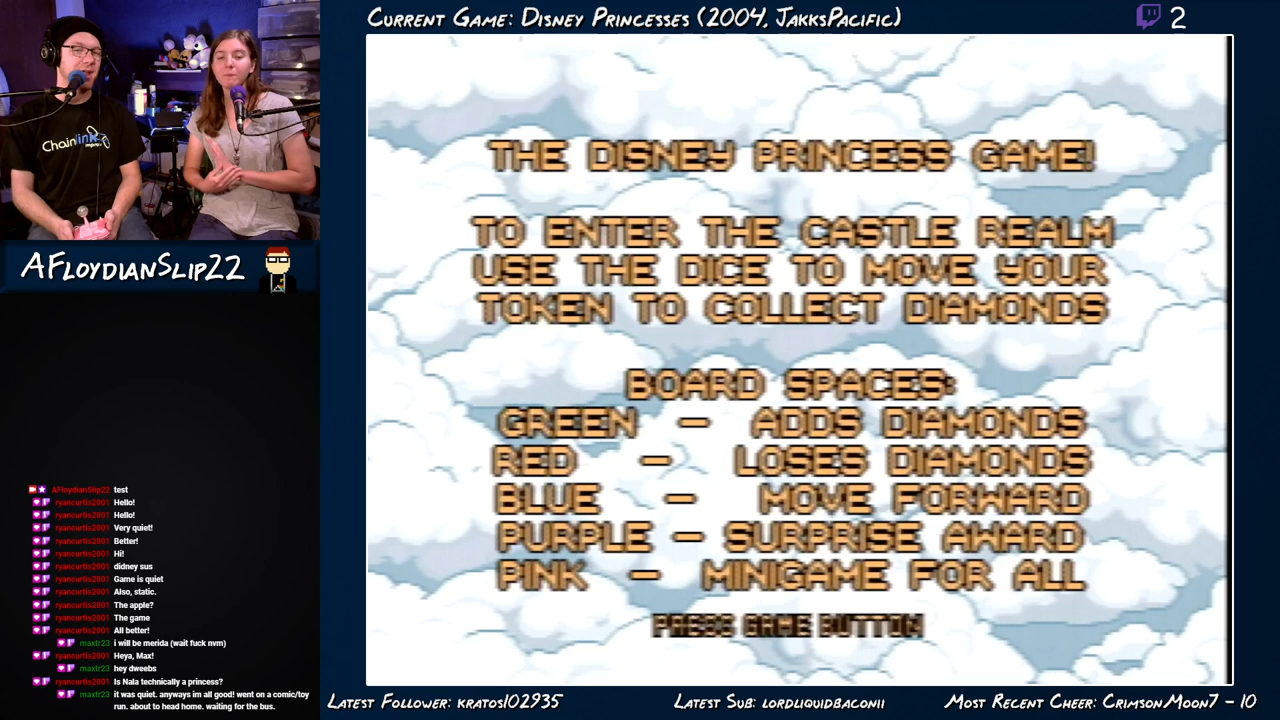 Current Game: Disney Princesses (2004, JakksPacific)
2
Chainlink
AFloydianSlip22
THE DISNEY PRINCESS GAME!
TO ENTER THE CASTLE REALM
USE THE DICE TO MOVE YOUR
TOKEN TO COLLECT DIAMONDS
BOARD SPACES:
GREEN - ADDS DIAMONDS
RED - LOSES DIAMONDS
BLUE - MOVE FORWARD
PURPLE - SURPRISE AWARD
PINK - MINGAME FOR ALL
PRESS GAME BUTTON
AFloydianSlip22 test
ryancurtis2001 Hello!
ryancurtis2001 Hello!
ryancurtis2001 Very quiet!
ryancurtis2001 Better!
ryancurtis2001 Hi!
ryancurtis2001 didney sus
ryancurtis2001 Game is quiet
ryancurtis2001 Also, static.
ryancurtis2001 The apple?
ryancurtis2001 The game
ryancurtis2001 All better!
maxtr23 i will be merida (wait fuck nvm)
ryancurtis2001 Heya, Max!
maxtr23 hey dweebs
ryancurtis2001 Is Nala technically a princess?
maxtr23 it was quiet. anyways im all good! went on a comic/toy
run. about to head home. waiting for the bus.
Latest Follower: kratos102935
Latest Sub: lordliquidbaconii
Most Recent Cheer: CrimsonMoon7 - 10